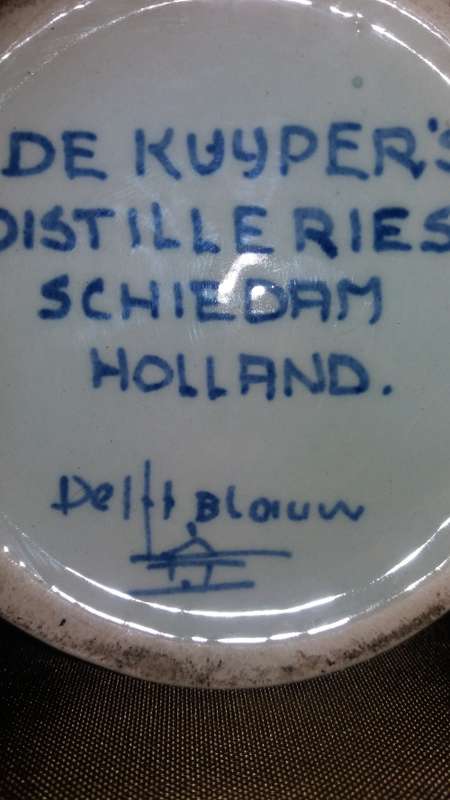 DE KUYPER'S
DISTILLERIES
SCHIEDAM
HOLLAND.
Delft Blauw